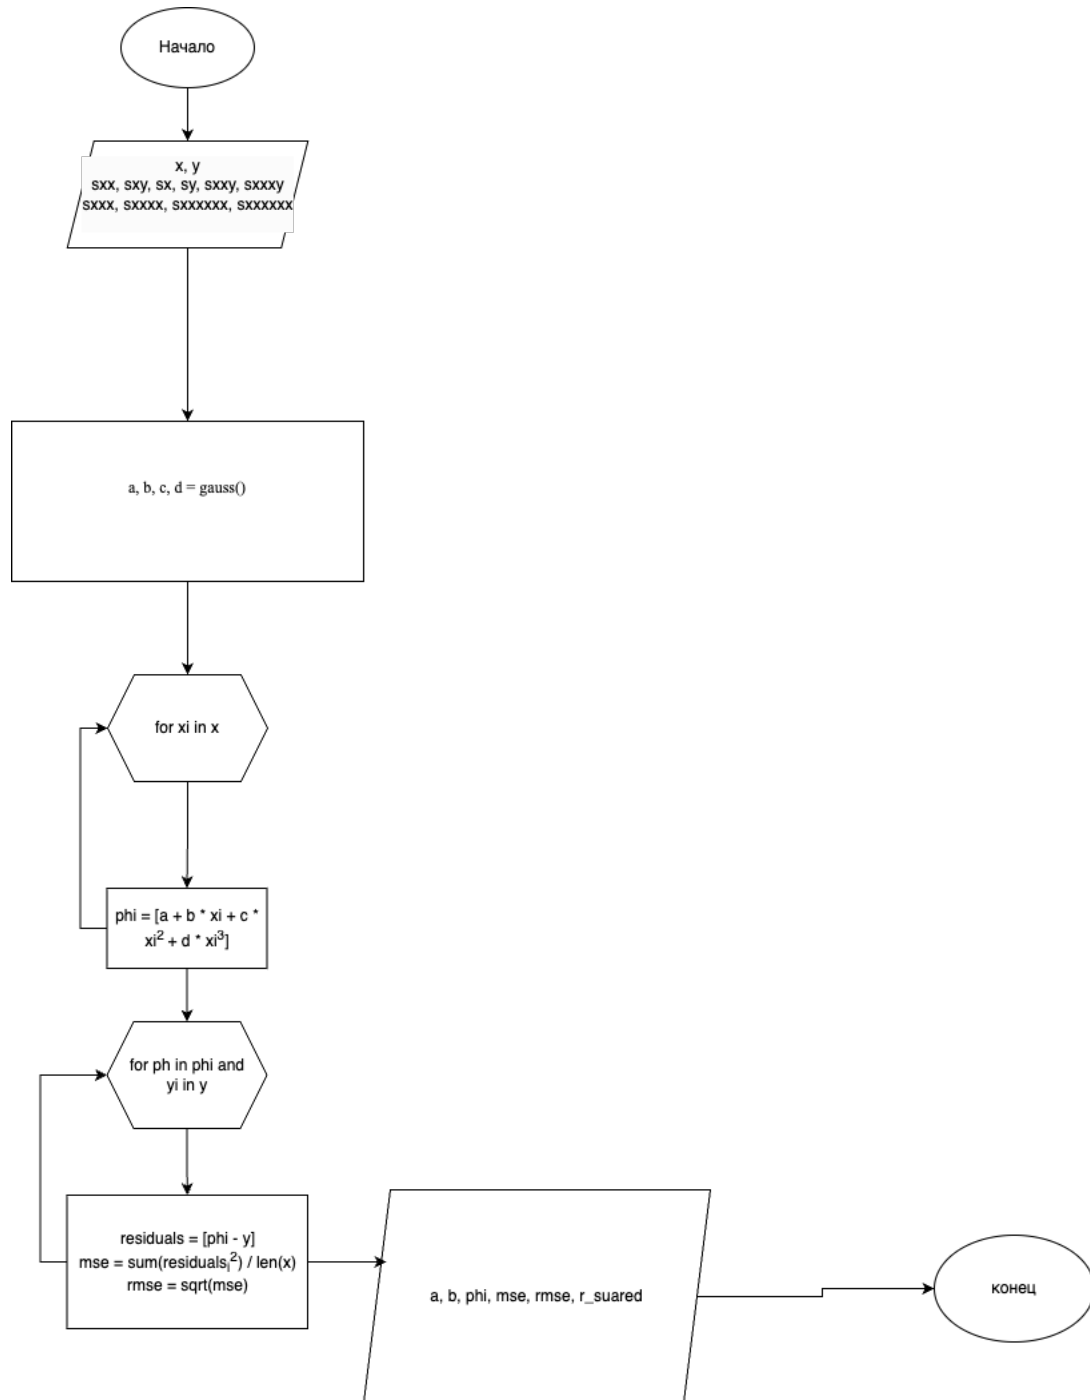 Начало
x, y
sxx, sxy, sx, sy, sxxy, sxxxy
sxxx, sxxxx, sxxxxxx, sxxxxxx
a, b, c, d = gauss()
for xi in x
phi = [a + b * xi + c *
xi² + d * xi³]
for ph in phi and
yi in y
residuals = [phi - y]
mse = sum(residualsᵢ²) / len(x)
rmse = sqrt(mse)
a, b, phi, mse, rmse, r_suared
конец